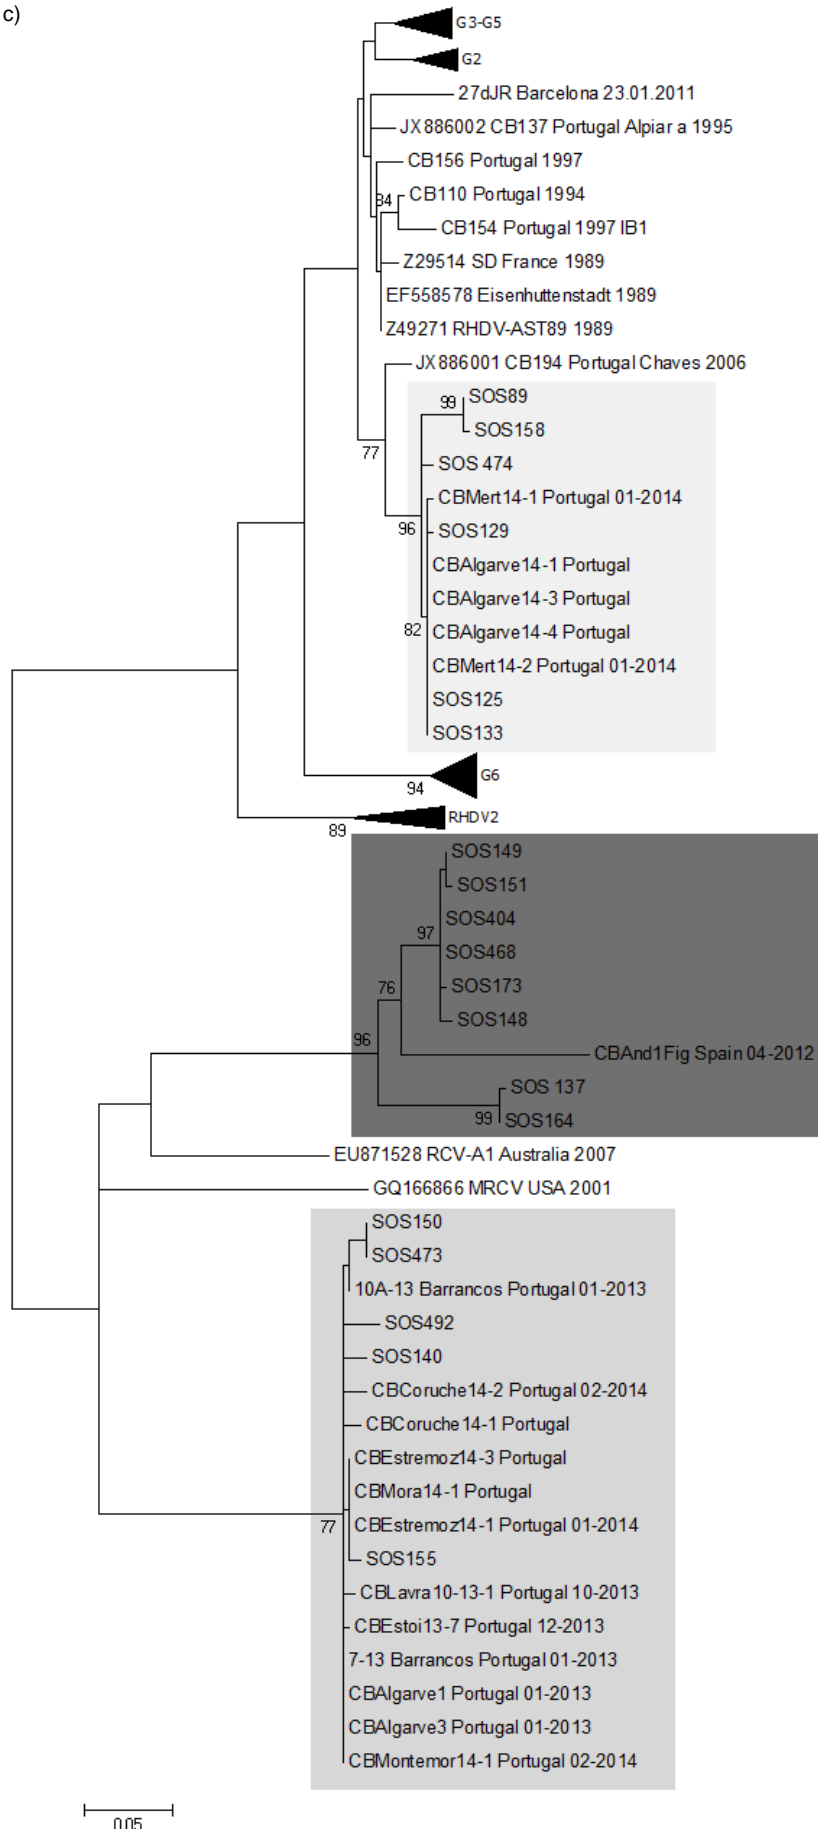 c)
G3-G5
G2
27dJR Barcelona 23.01.2011
JX886002 CB137 Portugal Alpiar a 1995
CB156 Portugal 1997
84
CB110 Portugal 1994
CB154 Portugal 1997 IB1
Z29514 SD France 1989
EF558578 Eisenhuttenstadt 1989
Z49271 RHDV-AST89 1989
JX886001 CB194 Portugal Chaves 2006
99
SOS89
SOS158
77
SOS 474
CBMert14-1 Portugal 01-2014
96
SOS129
CBAlgarve14-1 Portugal
CBAlgarve14-3 Portugal
82
CBAlgarve14-4 Portugal
CBMert14-2 Portugal 01-2014
SOS125
SOS133
94
G6
89
RHDV2
SOS149
SOS151
SOS404
97
SOS468
76
SOS173
SOS148
96
CBAnd1Fig Spain 04-2012
SOS 137
99
SOS164
EU871528 RCV-A1 Australia 2007
GQ166866 MRCV USA 2001
SOS150
SOS473
10A-13 Barrancos Portugal 01-2013
SOS492
SOS140
CBCoruche14-2 Portugal 02-2014
CBCoruche14-1 Portugal
CBEstremoz14-3 Portugal
CBMora14-1 Portugal
77
CBEstremoz14-1 Portugal 01-2014
SOS155
CBLavra10-13-1 Portugal 10-2013
CBEstoi13-7 Portugal 12-2013
7-13 Barrancos Portugal 01-2013
CBAlgarve1 Portugal 01-2013
CBAlgarve3 Portugal 01-2013
CBMontemor14-1 Portugal 02-2014
0.05